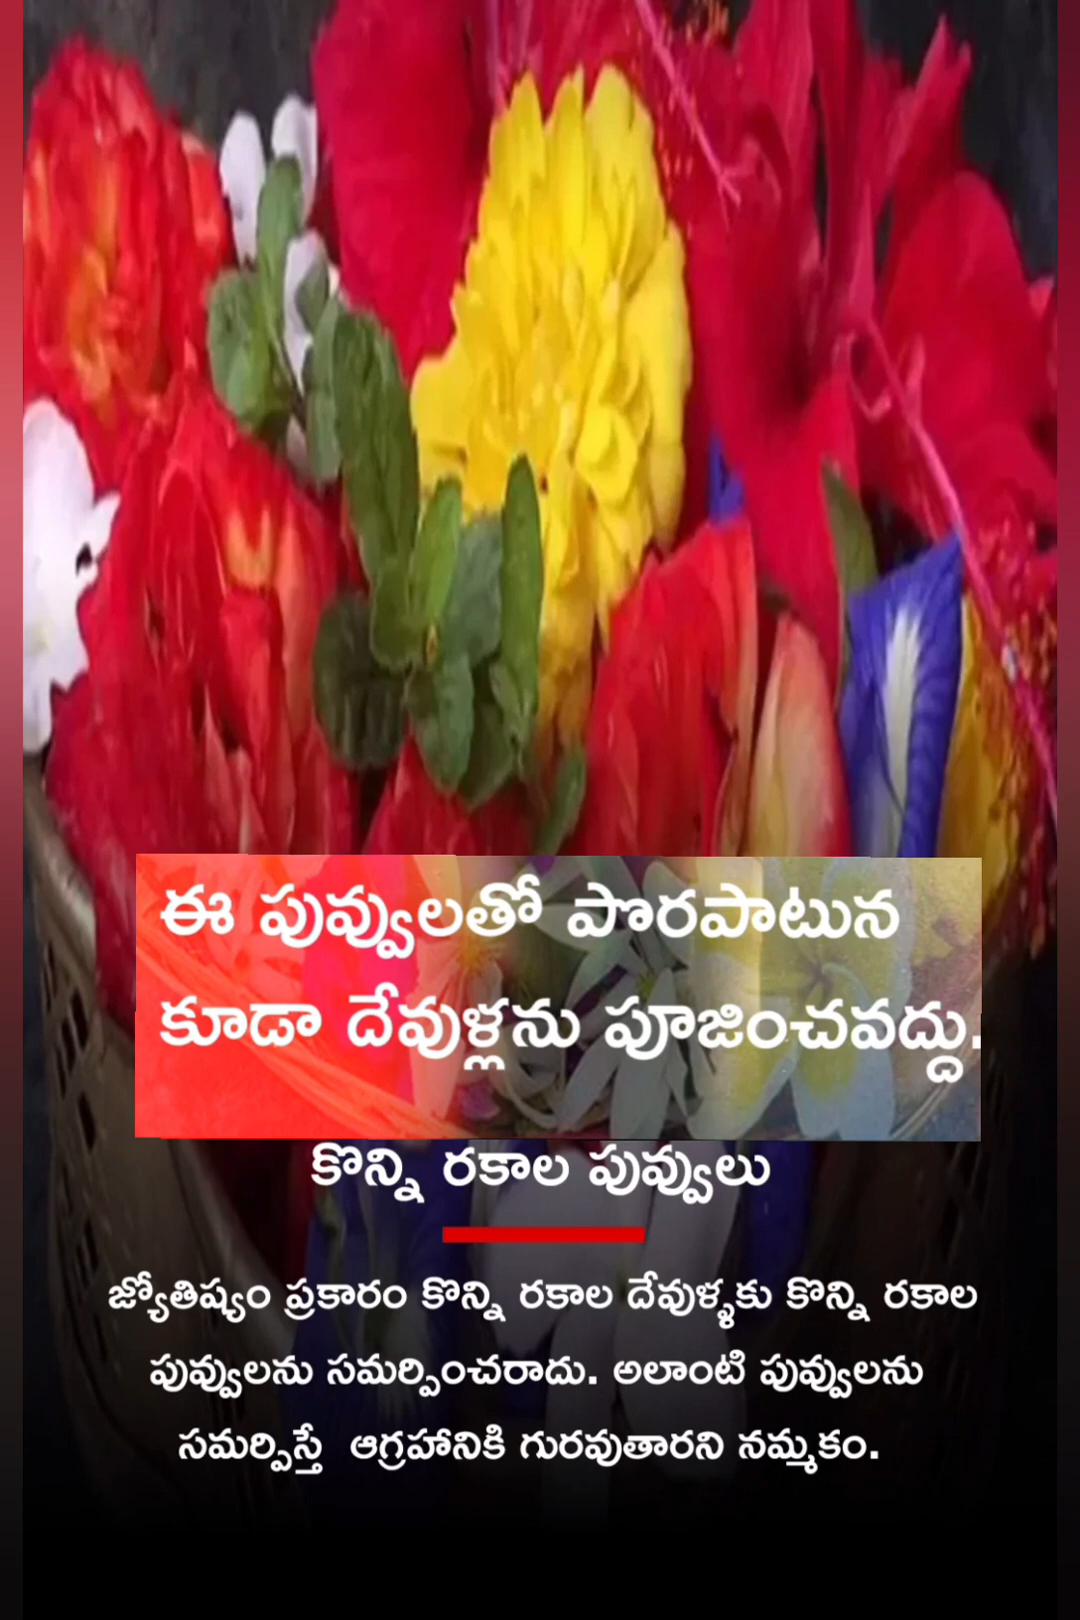 ఈ పువ్వులతో పొరపాటున
కూడా దేవుళ్లను పూజించవద్దు.
కొన్ని రకాల పువ్వులు
జ్యోతిష్యం ప్రకారం కొన్ని రకాల దేవుళ్ళకు కొన్ని రకాల
పువ్వులను సమర్పించరాదు. అలాంటి పువ్వులను
సమర్పిస్తే ఆగ్రహానికి గురవుతారని నమ్మకం.